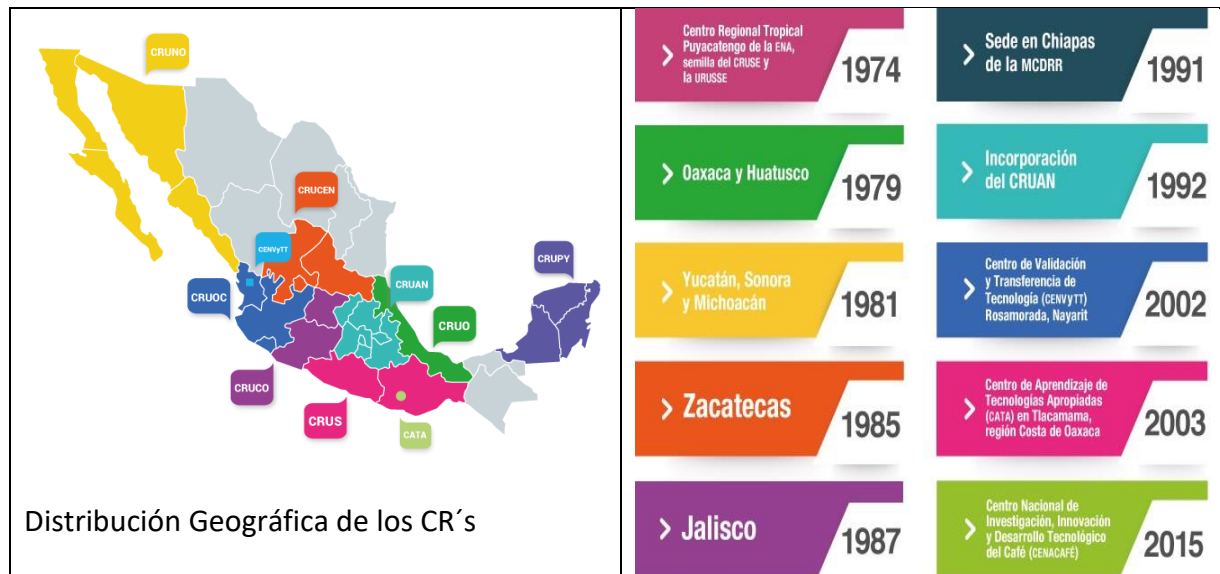 CRUNO
CRUCEN
CENVyTT
CRUPY
CRUAN
CRUOC
CRUO
CRUCO
CRUS
CATA
Distribución Geográfica de los CR´s
Centro Regional Tropical
Puyacatengo de la ENA,
semilla del CRUSE y
la URUSSE
1974
Oaxaca y Huatusco
1979
Yucatán, Sonora
y Michoacán
1981
Zacatecas
1985
Jalisco
1987
Sede en Chiapas
de la MCDRR
1991
Incorporación
del CRUAN
1992
Centro de Validación
y Transferencia de
Tecnología (CENVyTT)
Rosamorada, Nayarit
2002
Centro de Aprendizaje de
Tecnologías Apropiadas
(CATA) en Tlacamama,
región Costa de Oaxaca
2003
Centro Nacional de
Investigación, Innovación
y Desarrollo Tecnológico
del Café (CENACAFÉ)
2015